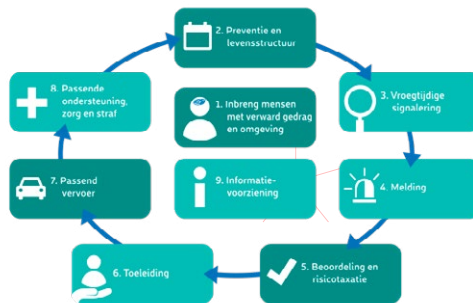 2. Preventie en
levensstructuur
8. Passende
ondersteuning,
zorg en straf
1. Inbreng mensen
met verward gedrag
en omgeving
3. Vroegtijdige
signalering
7. Passend
vervoer
9. Informatie-
voorziening
4. Melding
6. Toeleiding
5. Beoordeling en
risicotaxatie